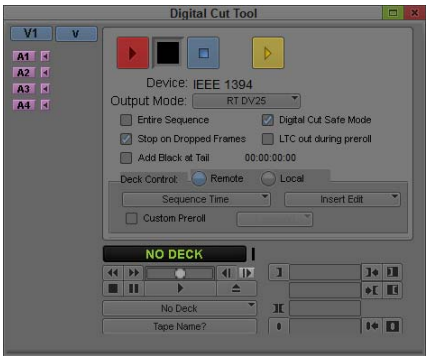 Digital Cut Tool
V1 V
A1
A2
A3
A4
Device: IEEE 1394
Output Mode: RT DV25
Entire Sequence Digital Cut Safe Mode
Stop on Dropped Frames LTC out during preroll
Add Black at Tail 00:00:00:00
Deck Control: Remote Local
Sequence Time Insert Edit
Custom Preroll
NO DECK
No Deck
Tape Name?